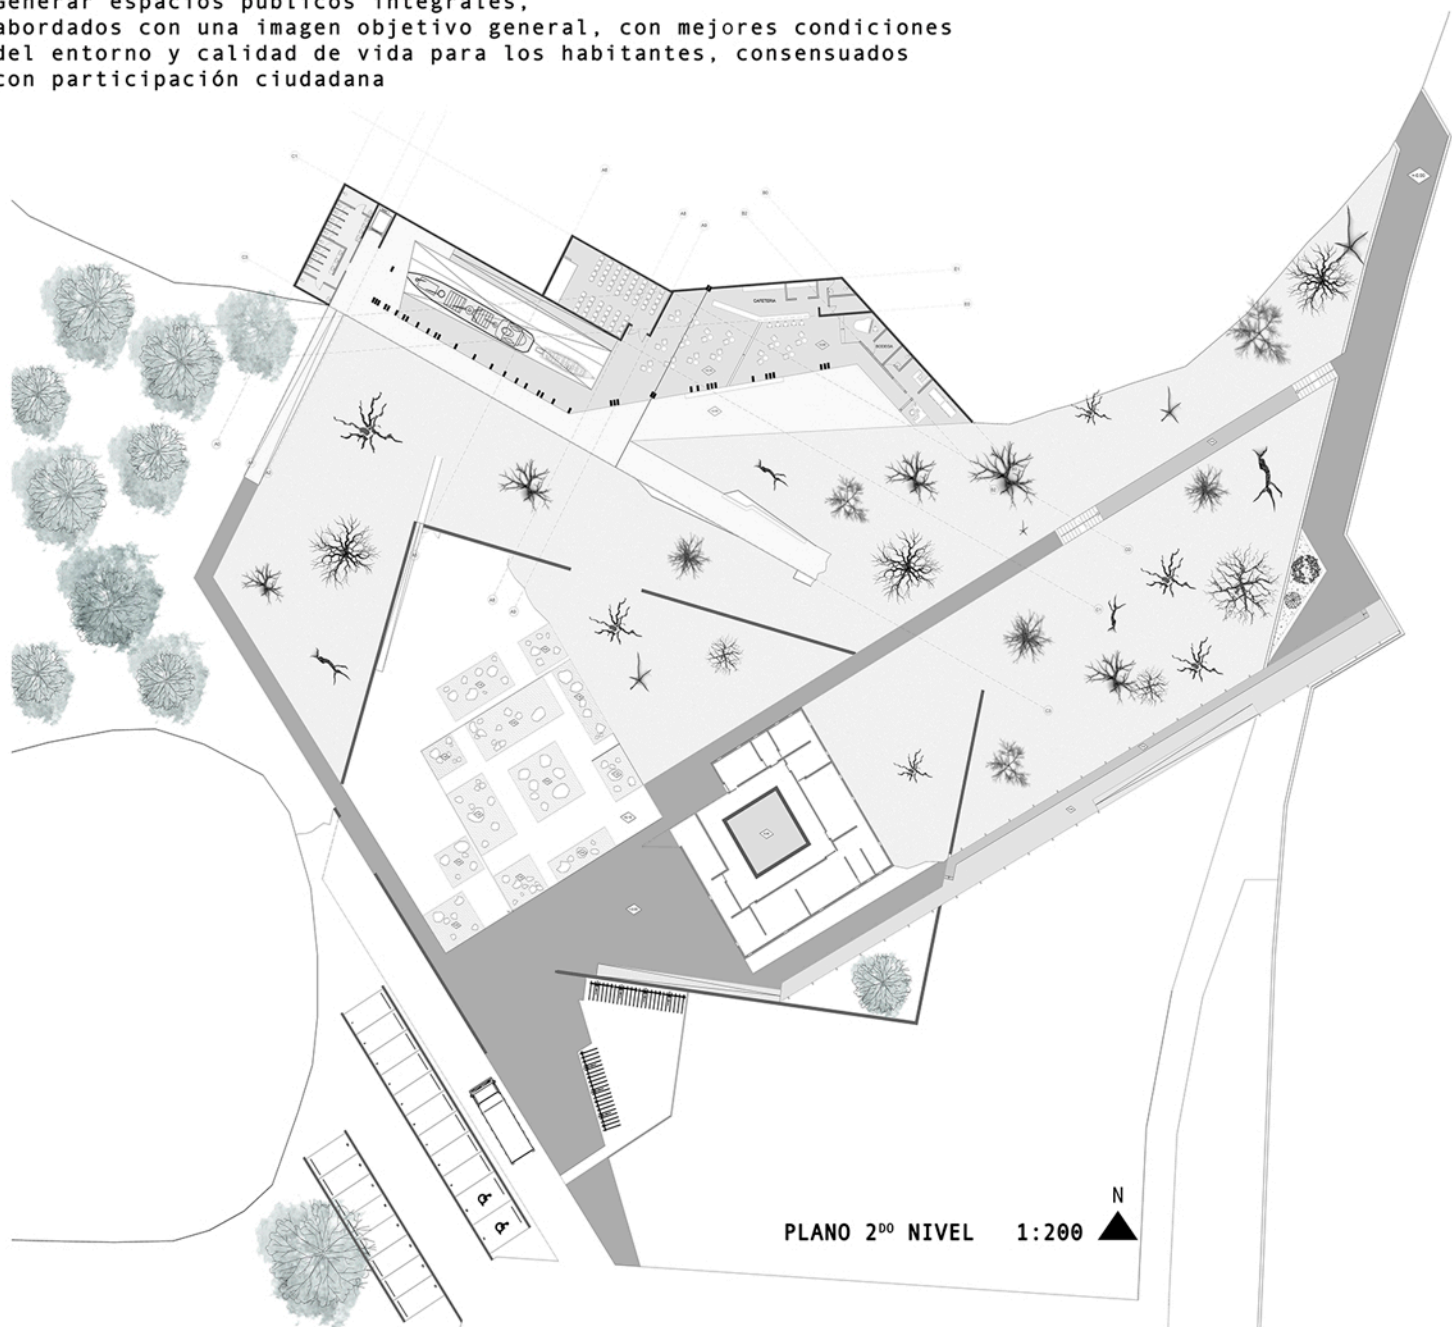 Generar espacios públicos integrales,
abordados con una imagen objetivo general, con mejores condiciones
del entorno y calidad de vida para los habitantes, consensuados
con participación ciudadana
CAFETERIA
BODEGA
N
PLANO 2DO NIVEL 1:200